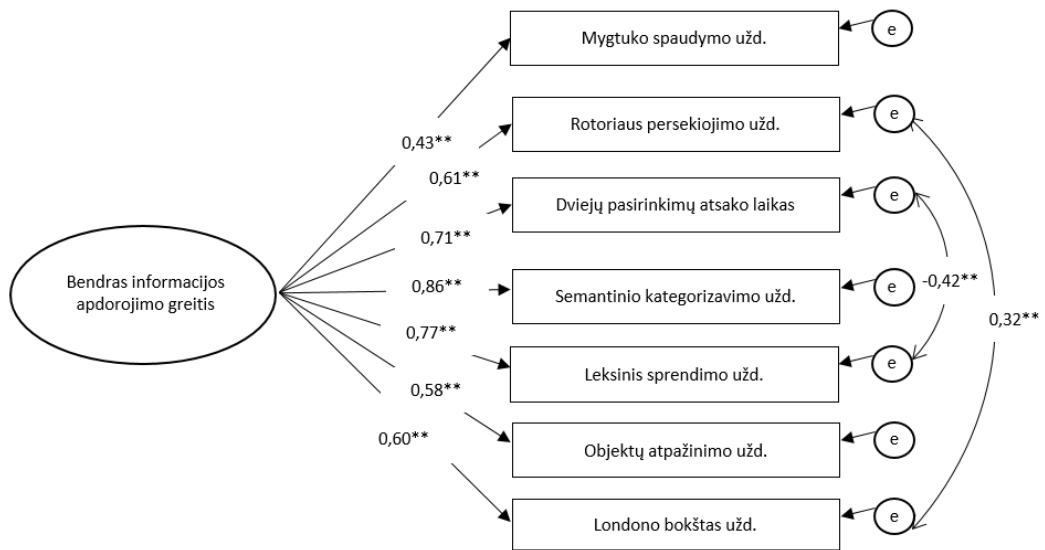 Mygtuko spaudymo užd.
e
Rotoriaus persekiojimo užd.
e
0,43**
0,61**
Dviejų pasirinkimų atsako laikas
e
0,71**
Bendras informacijos
apdorojimo greitis
0,86**
Semantinio kategorizavimo užd.
e
-0,42**
0,32**
0,77**
Leksinis sprendimo užd.
e
0,58**
0,60**
Objektų atpažinimo užd.
e
Londono bokštas užd.
e